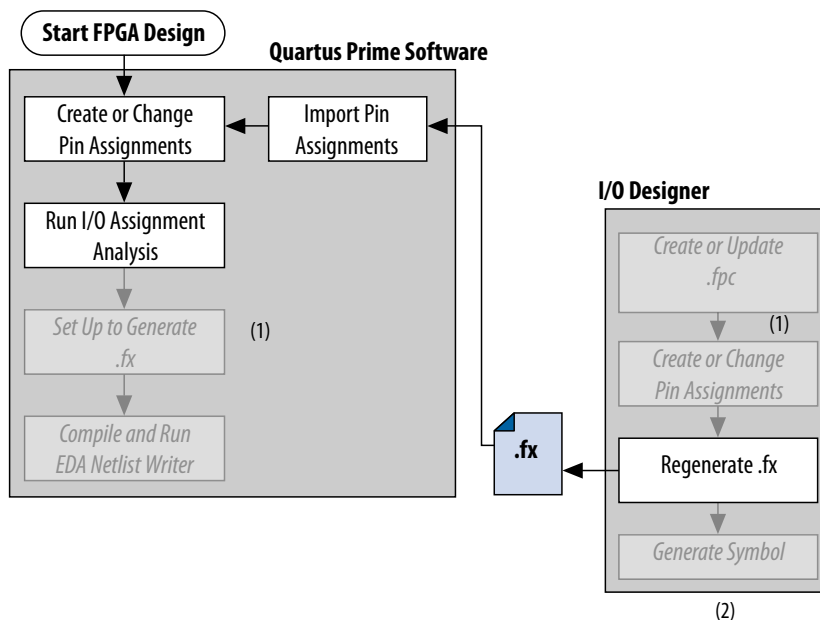 Start FPGA Design
Quartus Prime Software
Create or Change
Pin Assignments
Import Pin
Assignments
Run I/O Assignment
Analysis
Set Up to Generate
.fx
(1)
Compile and Run
EDA Netlist Writer
.fx
I/O Designer
Create or Update
.fpc
(1)
Create or Change
Pin Assignments
Regenerate .fx
Generate Symbol
(2)